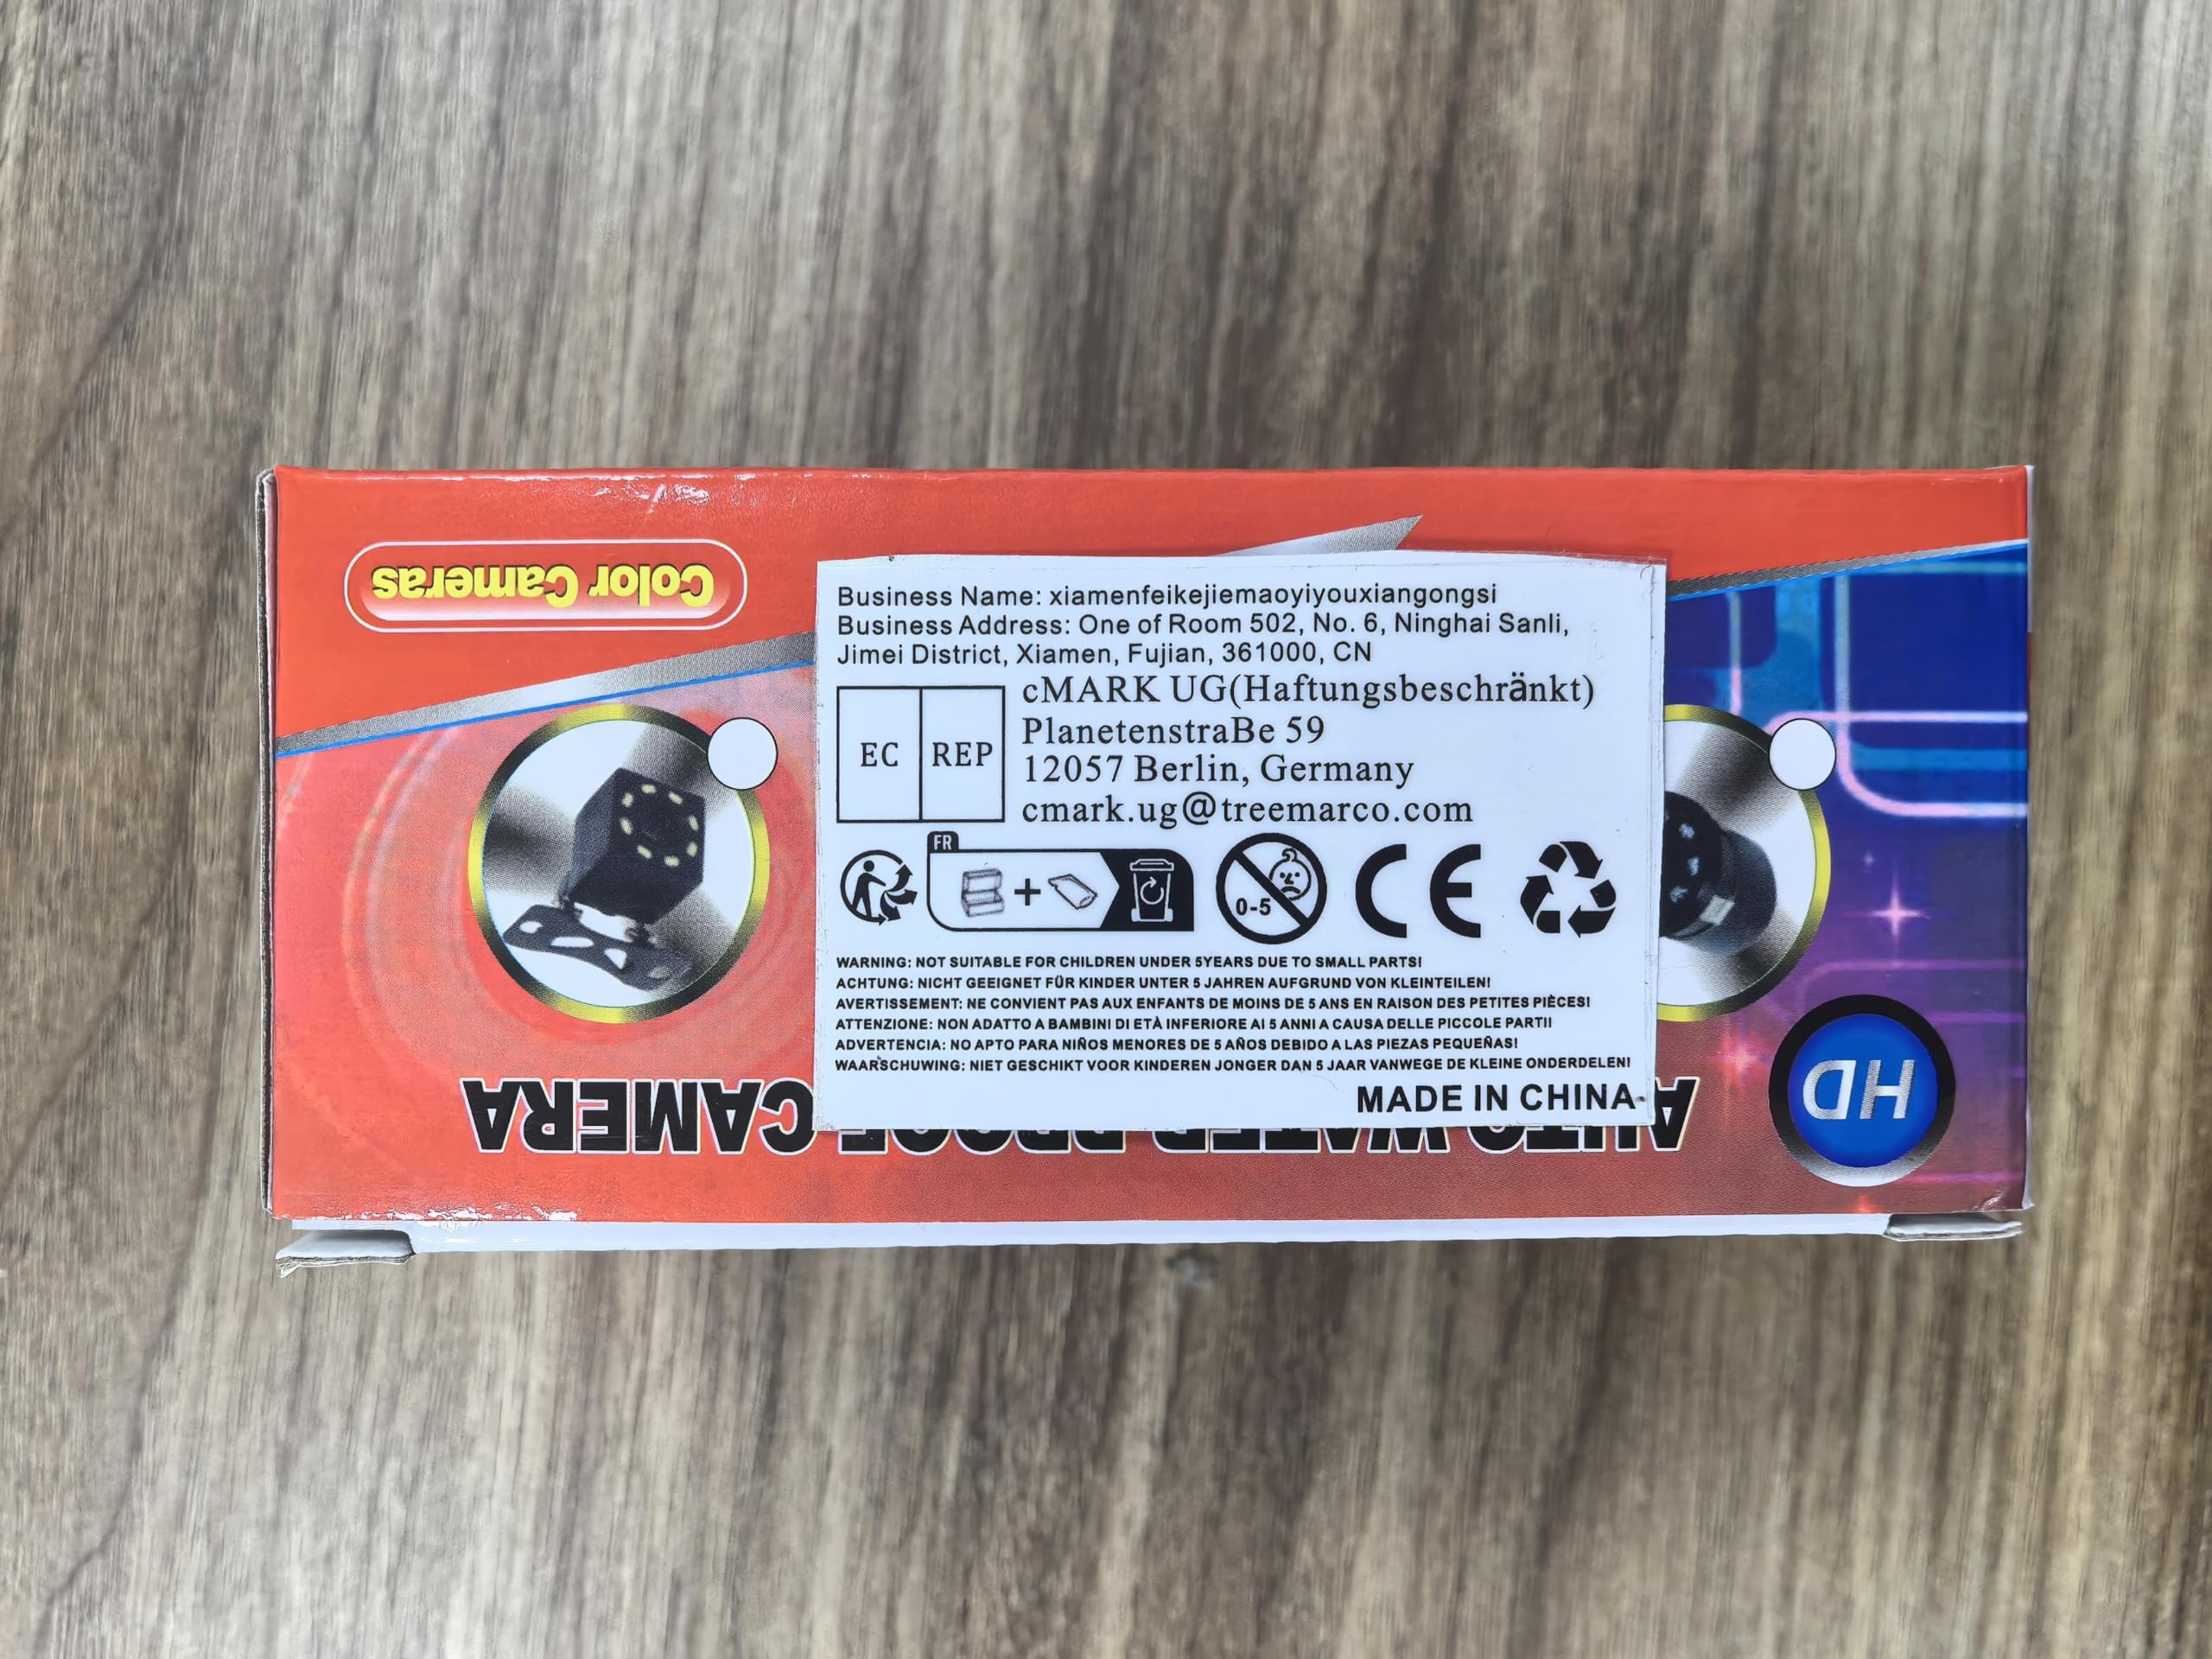 Color Cameras
Business Name: xiamenfeikejiemaoyiyouxiangongsi
Business Address: One of Room 502, No. 6, Ninghai Sanli,
Jimei District, Xiamen, Fujian, 361000, CN
EC REP
cMARK UG(Haftungsbeschränkt)
PlanetenstraBe 59
12057 Berlin, Germany
cmark.ug@treemarco.com
FR
+
0-5
CE
WARNING: NOT SUITABLE FOR CHILDREN UNDER 5YEARS DUE TO SMALL PARTS!
ACHTUNG: NICHT GEEIGNET FÜR KINDER UNTER 5 JAHREN AUFGRUND VON KLEINTEILEN!
AVERTISSEMENT: NE CONVIENT PAS AUX ENFANTS DE MOINS DE 5 ANS EN RAISON DES PETITES PIÈCES!
ATTENZIONE: NON ADATTO A BAMBINI DI ETÀ INFERIORE AI 5 ANNI A CAUSA DELLE PICCOLE PARTI!
ADVERTENCIA: NO APTO PARA NIÑOS MENORES DE 5 AÑOS DEBIDO A LAS PIEZAS PEQUEÑAS!
WAARSCHUWING: NIET GESCHIKT VOOR KINDEREN JONGER DAN 5 JAAR VANWEGE DE KLEINE ONDERDELEN!
MADE IN CHINA
HD
AUTO WATER PROOF CAMERA